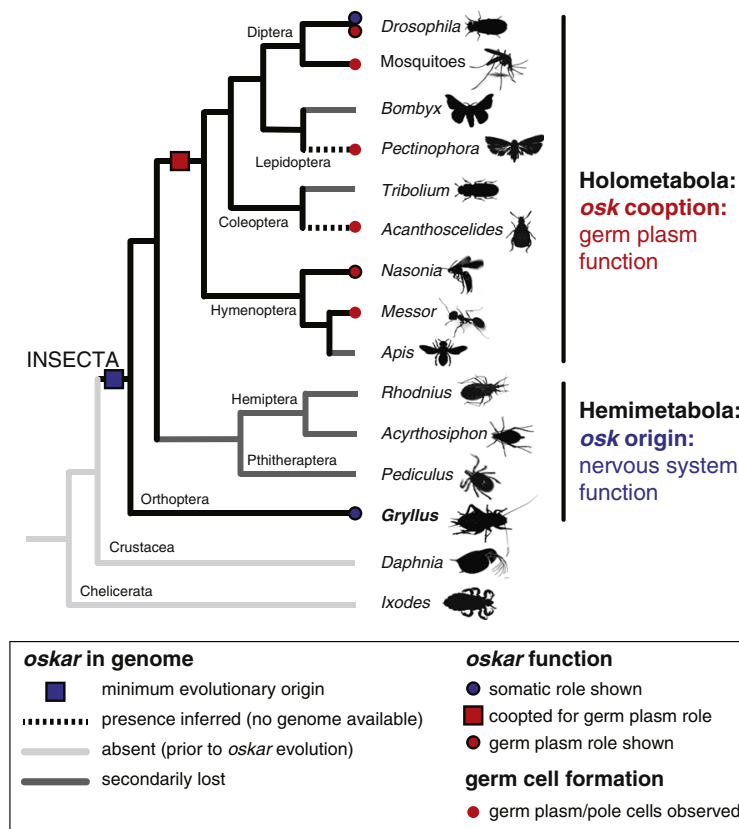 Diptera
Drosophila
Mosquitoes
Bombyx
Lepidoptera
Pectinophora
Tribolium
Coleoptera
Acanthoscelides
Nasonia
Hymenoptera
Messor
Apis
Holometabola:
osk cooption:
germ plasm
function
INSECTA
Hemiptera
Rhodnius
Acyrthosiphon
Pthitheraptera
Pediculus
Orthoptera
Gryllus
Hemimetabola:
osk origin:
nervous system
function
Crustacea
Daphnia
Chelicerata
Ixodes
oskar in genome
minimum evolutionary origin
presence inferred (no genome available)
absent (prior to oskar evolution)
secondarily lost
oskar function
somatic role shown
coopted for germ plasm role
germ plasm role shown
germ cell formation
germ plasm/pole cells observed